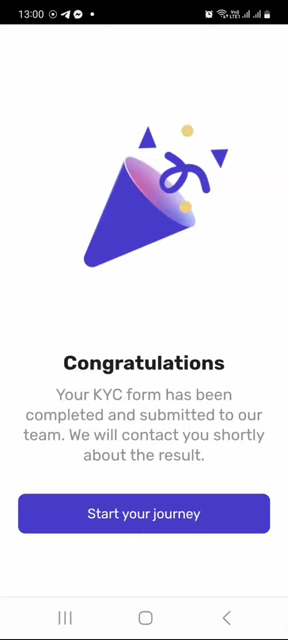 13:00
Congratulations
Your KYC form has been
completed and submitted to our
team. We will contact you shortly
about the result.
Start your journey